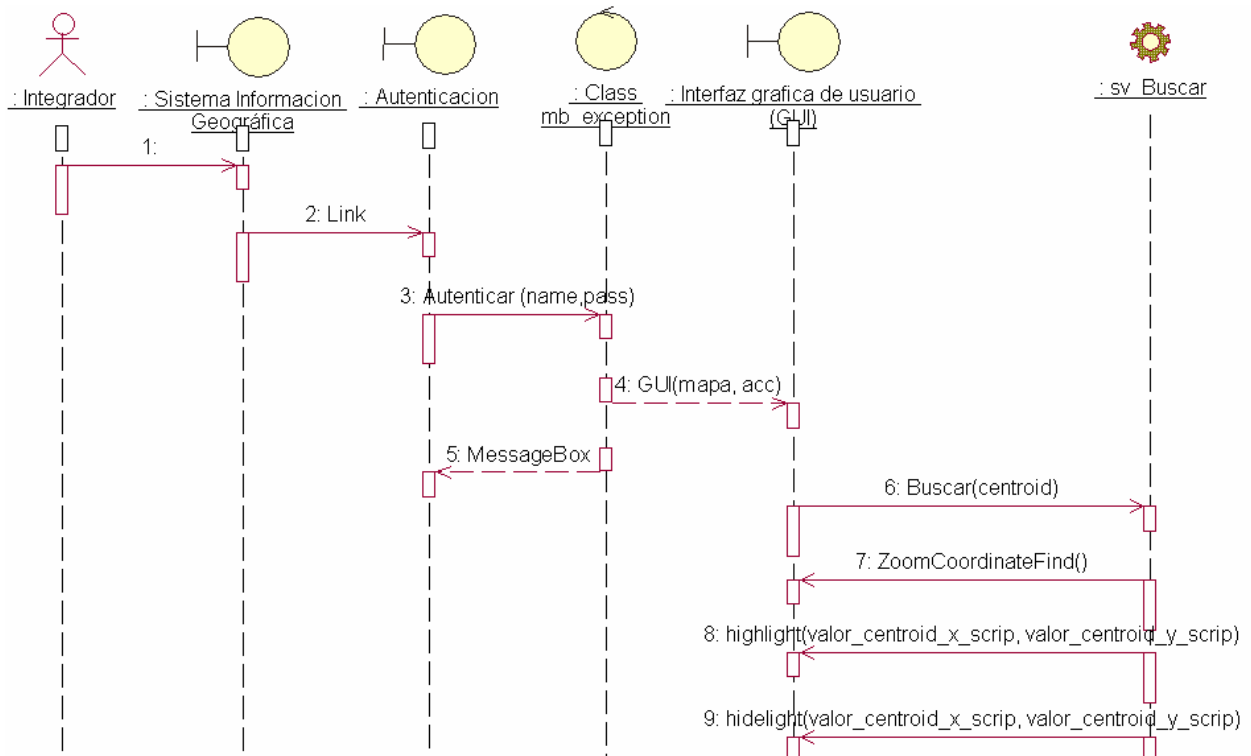 : Integrador
: Sistema Informacion
Geográfica
: Autenticacion
: Class
mb_exception
: Interfaz grafica de usuario
(GUI)
: sv_Buscar
1:
2: Link
3: Autenticar (name,pass)
4: GUI(mapa, acc)
5: MessageBox
6: Buscar(centroid)
7: ZoomCoordinateFind()
8: highlight(valor_centroid_x_scrip, valor_centroid_y_scrip)
9: hidelight(valor_centroid_x_scrip, valor_centroid_y_scrip)